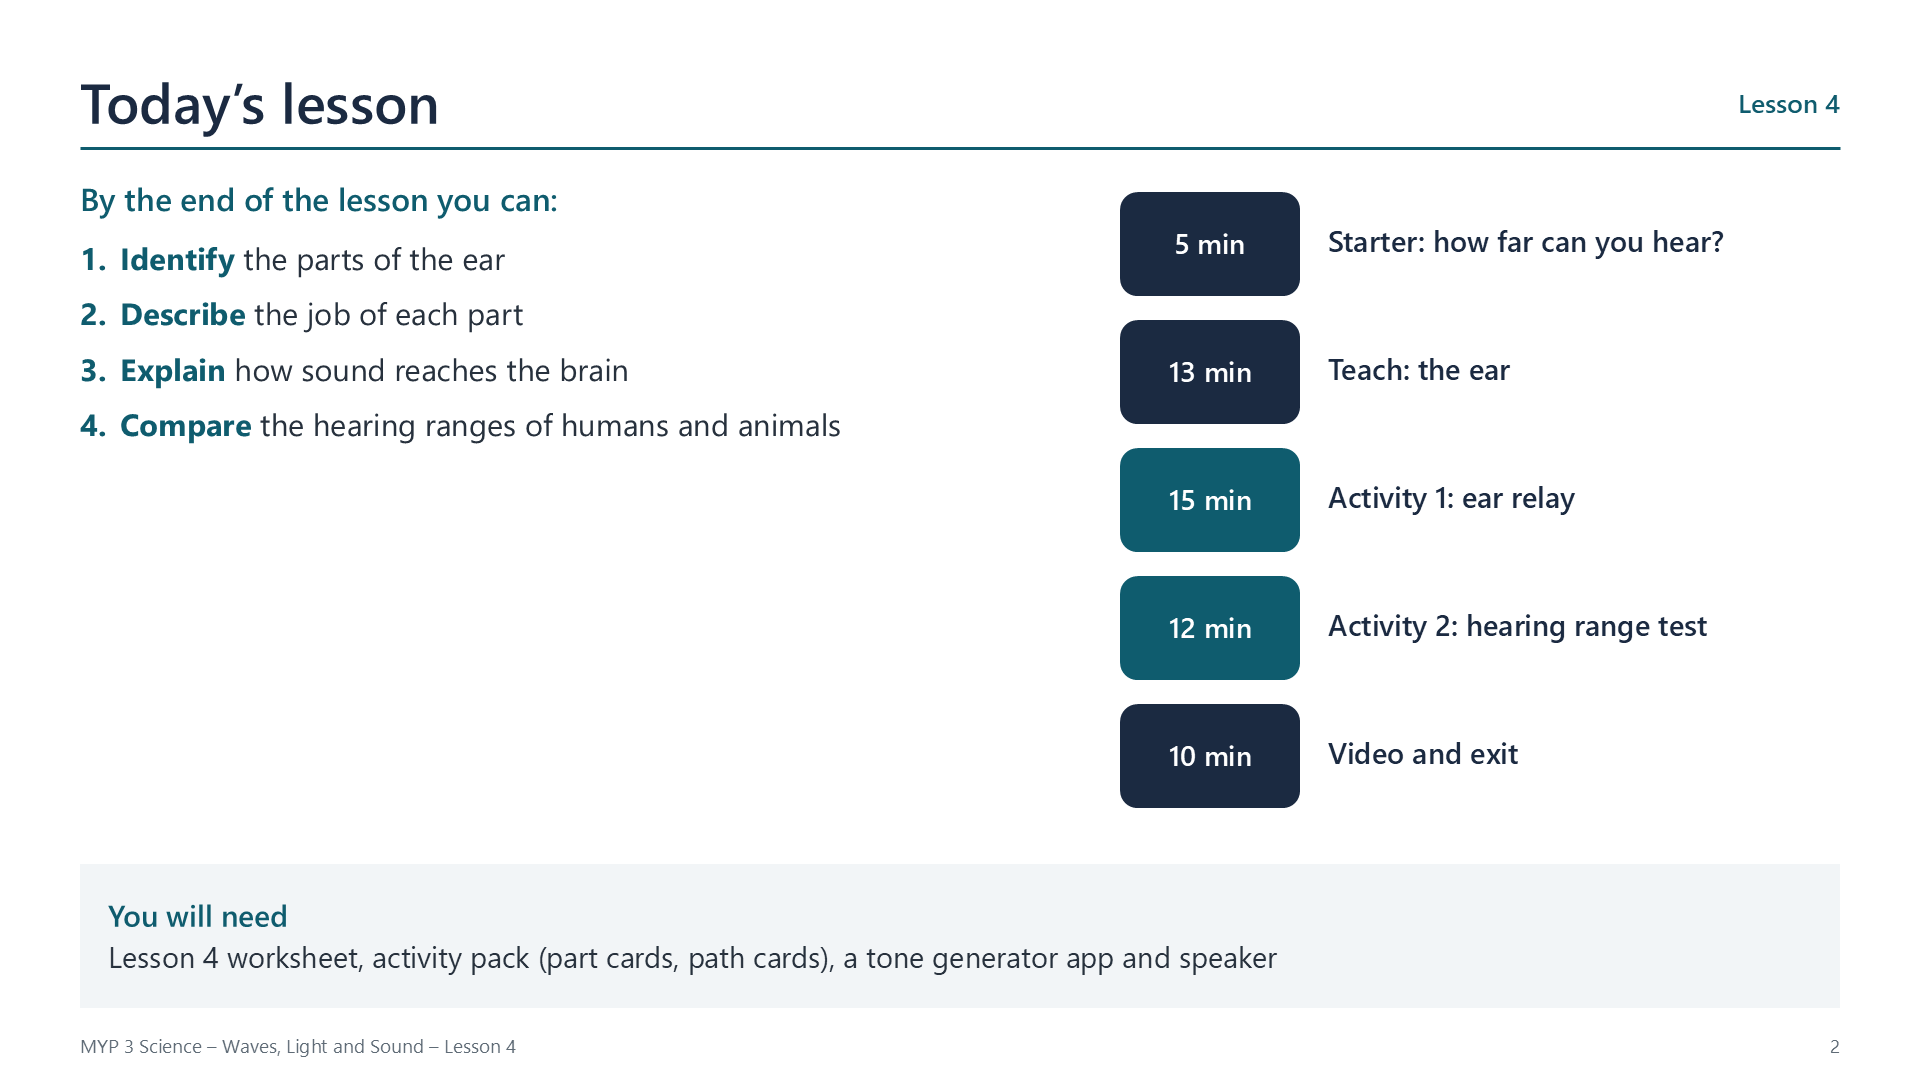 Today’s lesson
Lesson 4
By the end of the lesson you can:
1. Identify the parts of the ear
2. Describe the job of each part
3. Explain how sound reaches the brain
4. Compare the hearing ranges of humans and animals
5 min
Starter: how far can you hear?
13 min
Teach: the ear
15 min
Activity 1: ear relay
12 min
Activity 2: hearing range test
10 min
Video and exit
You will need
Lesson 4 worksheet, activity pack (part cards, path cards), a tone generator app and speaker
MYP 3 Science – Waves, Light and Sound – Lesson 4
2